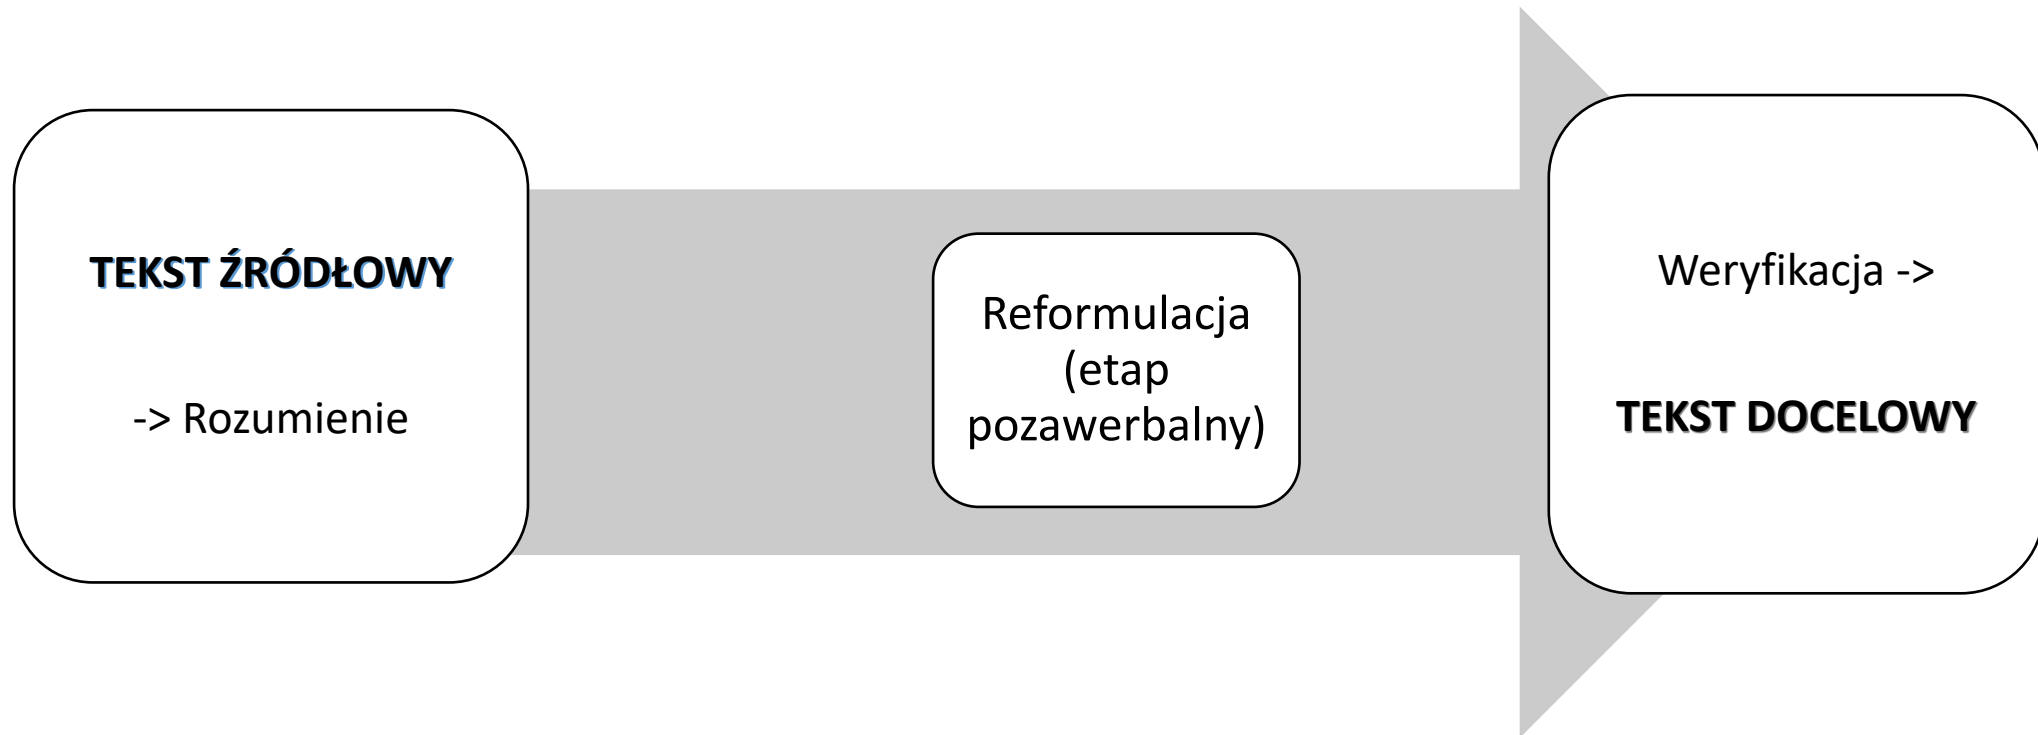 TEKST ŹRÓDŁOWY
-> Rozumienie
Reformulacja
(etap
pozawerbalny)
Weryfikacja ->
TEKST DOCELOWY